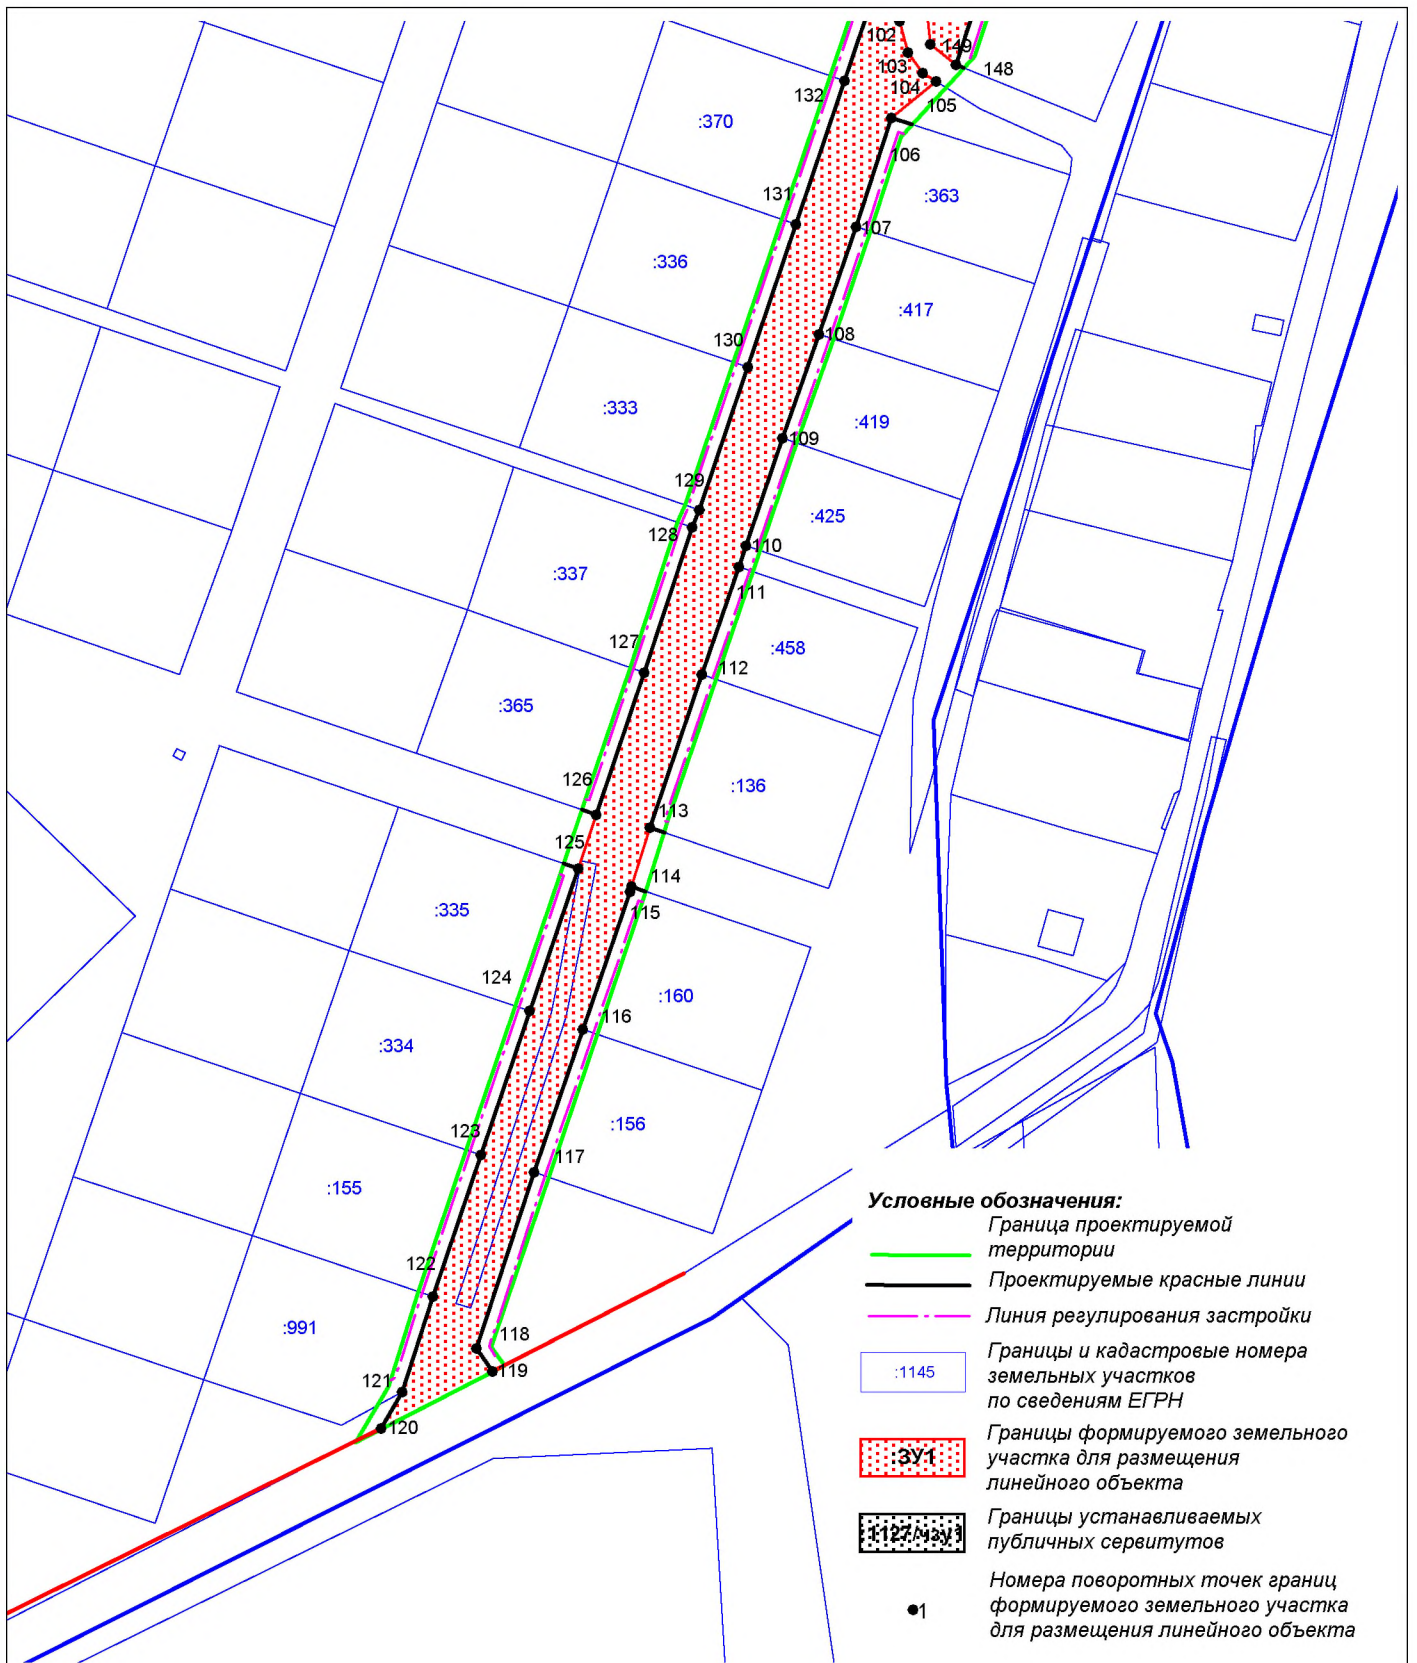 102
149
103
148
132
104
105
:370
106
131
:363
107
:336
:417
130
108
:333
:419
109
129
:425
128
110
:337
111
127
:458
112
:365
126
:136
113
125
114
:335
115
124
:160
116
:334
123
:156
117
:155
122
118
:991
119
121
120
Условные обозначения:
Граница проектируемой
территории
Проектируемые красные линии
Линия регулирования застройки
:1145
Границы и кадастровые номера
земельных участков
по сведениям ЕГРН
:ЗУ1
Границы формируемого земельного
участка для размещения
линейного объекта
:1127/чзу1
Границы устанавливаемых
публичных сервитутов
1
Номера поворотных точек границ
формируемого земельного участка
для размещения линейного объекта